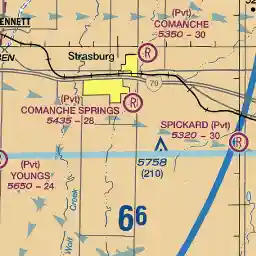 (Pvt)
COMANCHE
5350 - 30
ENNETT
Strasburg
R
70
(Pvt)
COMANCHE SPRINGS
5435 - 28
R
SPICKARD (Pvt)
5320 - 30
R
(Pvt)
YOUNGS
5650 - 24
5758
(210)
66
Wolf Creek